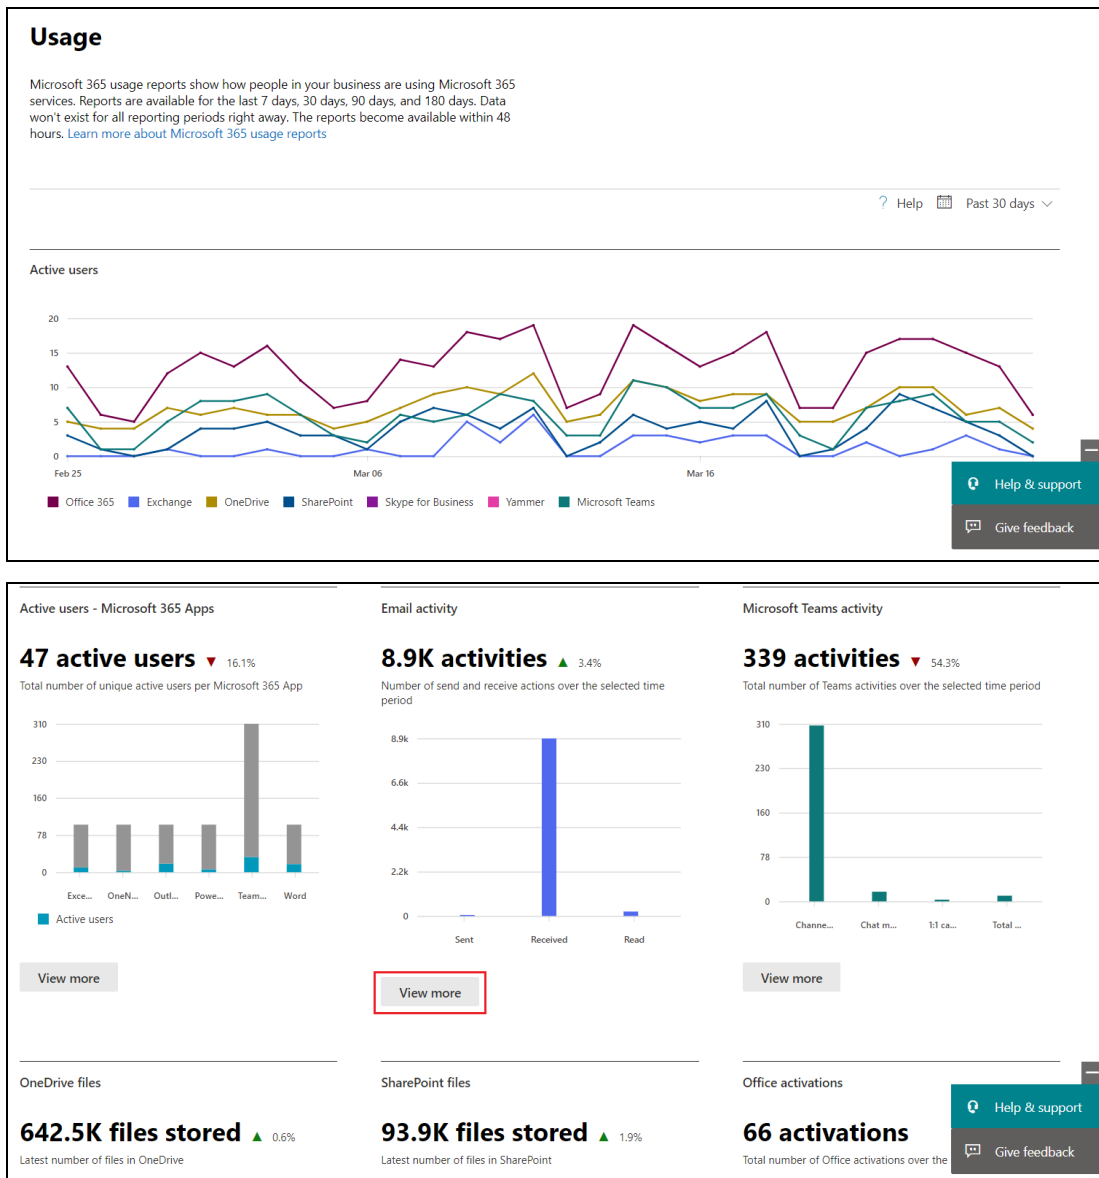 Usage
Microsoft 365 usage reports show how people in your business are using Microsoft 365
services. Reports are available for the last 7 days, 30 days, 90 days, and 180 days. Data
won't exist for all reporting periods right away. The reports become available within 48
hours. Learn more about Microsoft 365 usage reports
? Help Past 30 days
Active users
20
15
10
5
0
Feb 25 Mar 06 Mar 16
Office 365 Exchange OneDrive SharePoint Skype for Business Yammer Microsoft Teams
Help & support
Give feedback
Active users - Microsoft 365 Apps
47 active users ▼ 16.1%
Total number of unique active users per Microsoft 365 App
310
230
160
78
0
Exce... OneN... Outl... Powe... Team... Word
Active users
View more
Email activity
8.9K activities ▲ 3.4%
Number of send and receive actions over the selected time
period
8.9k
6.6k
4.4k
2.2k
0
Sent Received Read
View more
Microsoft Teams activity
339 activities ▼ 54.3%
Total number of Teams activities over the selected time period
310
230
160
78
0
Channe... Chat m... 1:1 ca... Total ...
View more
OneDrive files
642.5K files stored ▲ 0.6%
Latest number of files in OneDrive
SharePoint files
93.9K files stored ▲ 1.9%
Latest number of files in SharePoint
Office activations
66 activations
Total number of Office activations over the
Help & support
Give feedback